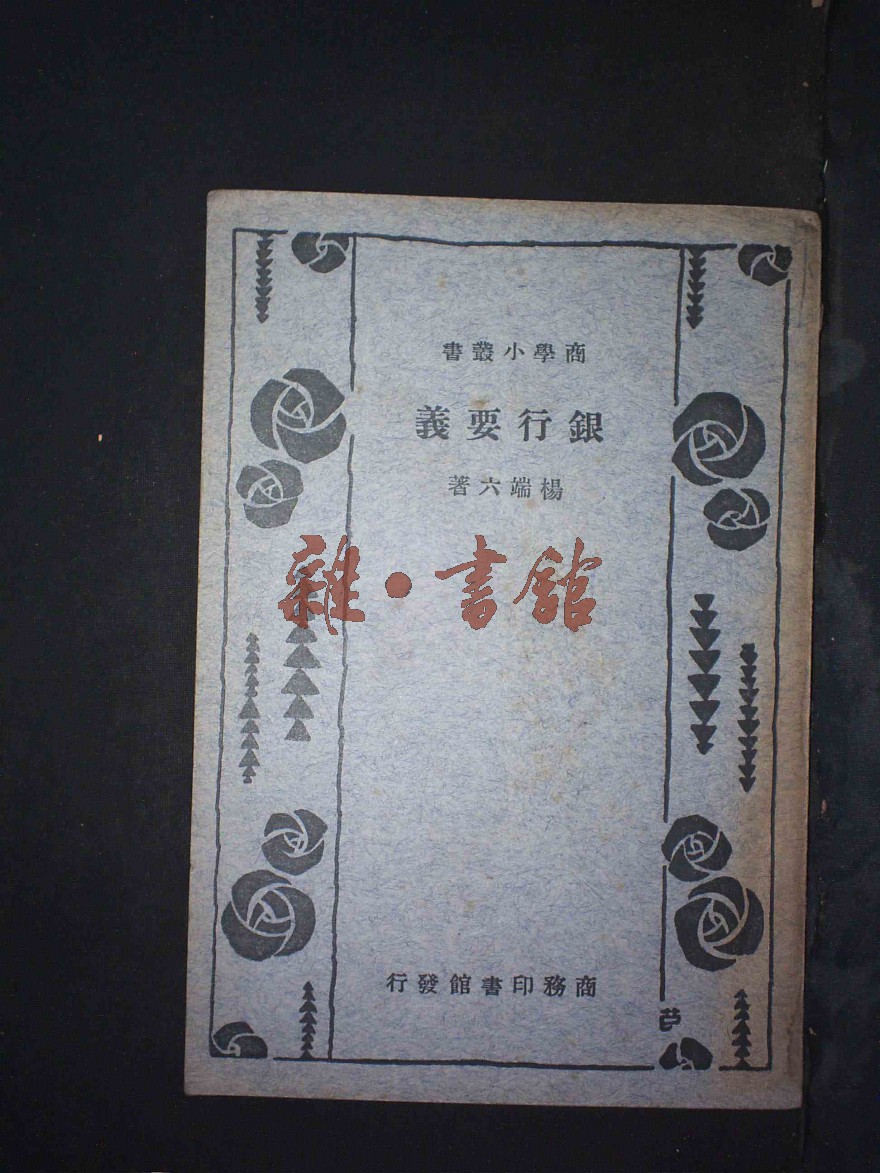 商學小叢書
銀行要義
楊端六著
雜·書館
商務印書館發行